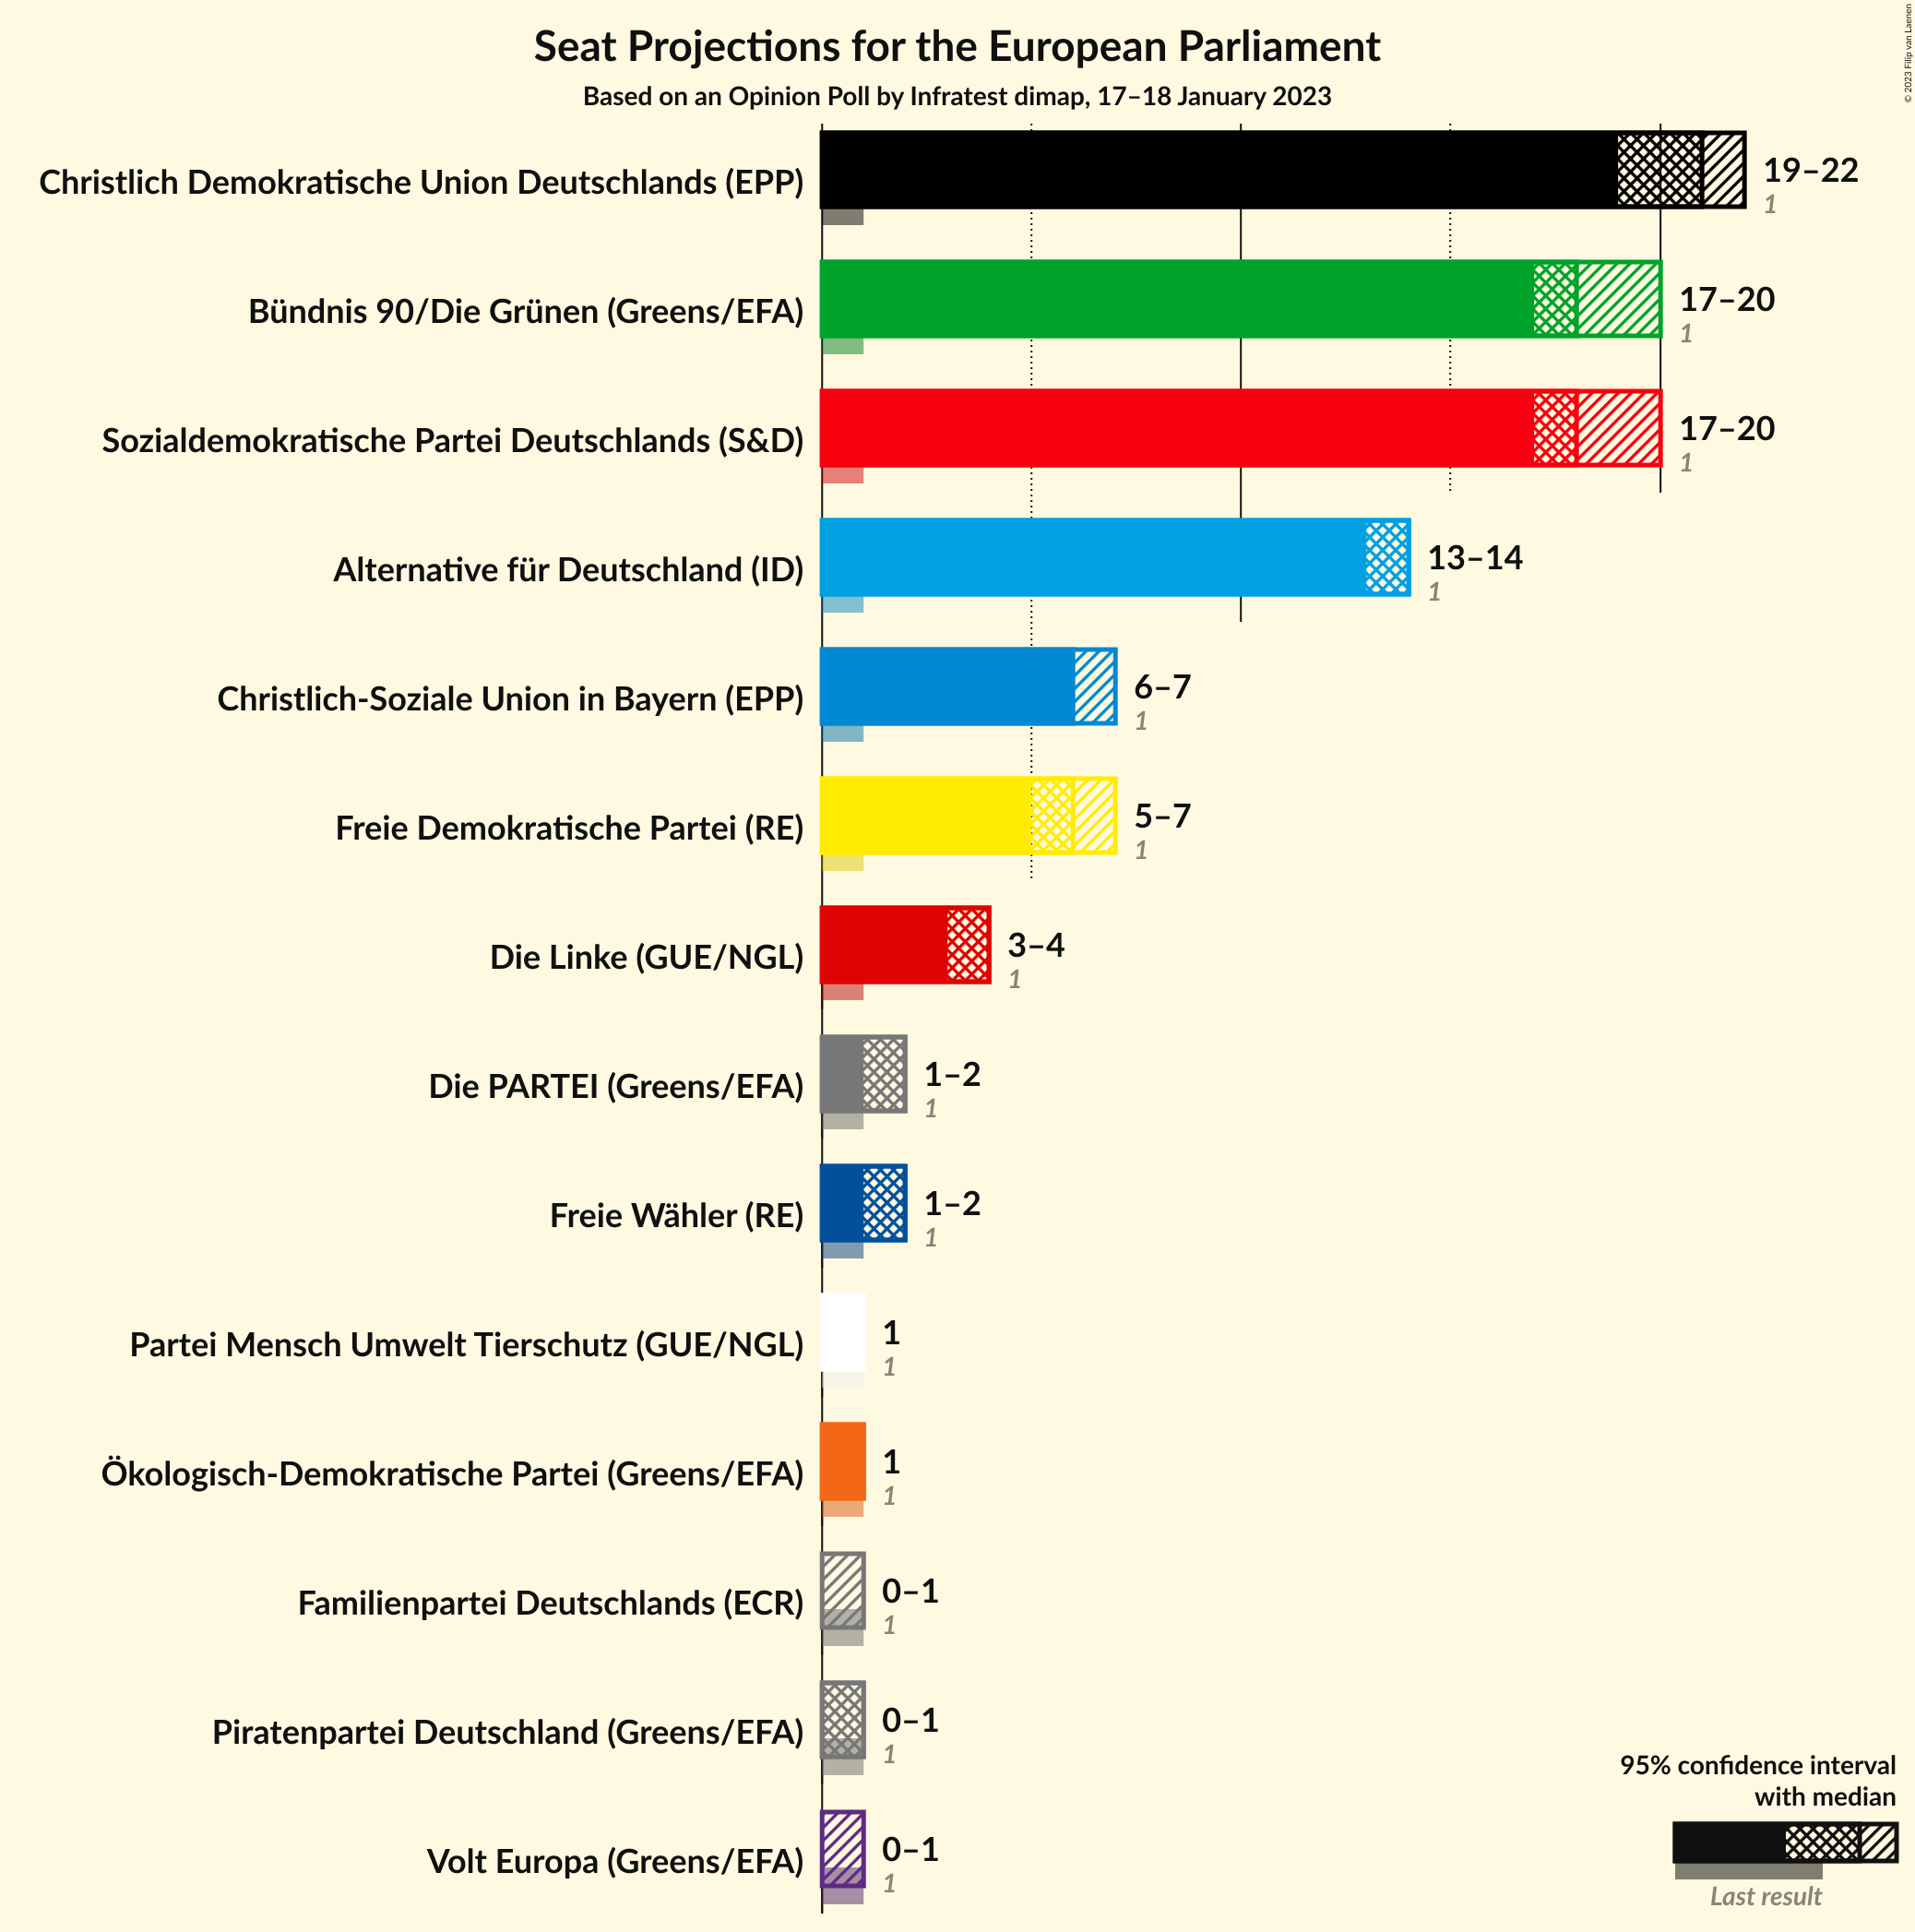 Seat Projections for the European Parliament
Based on an Opinion Poll by Infratest dimap, 17–18 January 2023
© 2023 Filip van Laenen
Christlich Demokratische Union Deutschlands (EPP)
19–22
1
Bündnis 90/Die Grünen (Greens/EFA)
17–20
1
Sozialdemokratische Partei Deutschlands (S&D)
17–20
1
Alternative für Deutschland (ID)
13–14
1
Christlich-Soziale Union in Bayern (EPP)
6–7
1
Freie Demokratische Partei (RE)
5–7
1
Die Linke (GUE/NGL)
3–4
1
Die PARTEI (Greens/EFA)
1–2
1
Freie Wähler (RE)
1–2
1
Partei Mensch Umwelt Tierschutz (GUE/NGL)
1
1
Ökologisch-Demokratische Partei (Greens/EFA)
1
1
Familienpartei Deutschlands (ECR)
0–1
1
Piratenpartei Deutschland (Greens/EFA)
0–1
1
Volt Europa (Greens/EFA)
0–1
1
95% confidence interval
with median
Last result